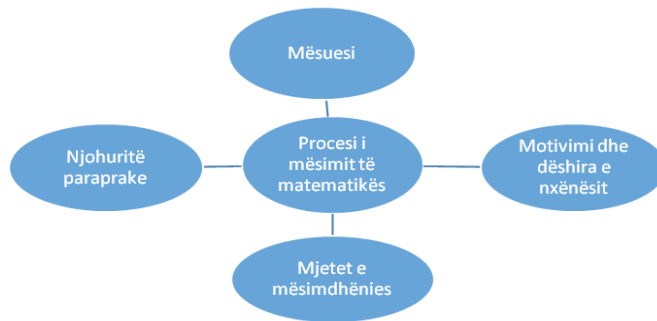 Mësuesi
Njohuritë
paraprake
Procesi i
mësimit të
matematikës
Motivimi dhe
dëshira e
nxënësit
Mjetet e
mësimdhënies